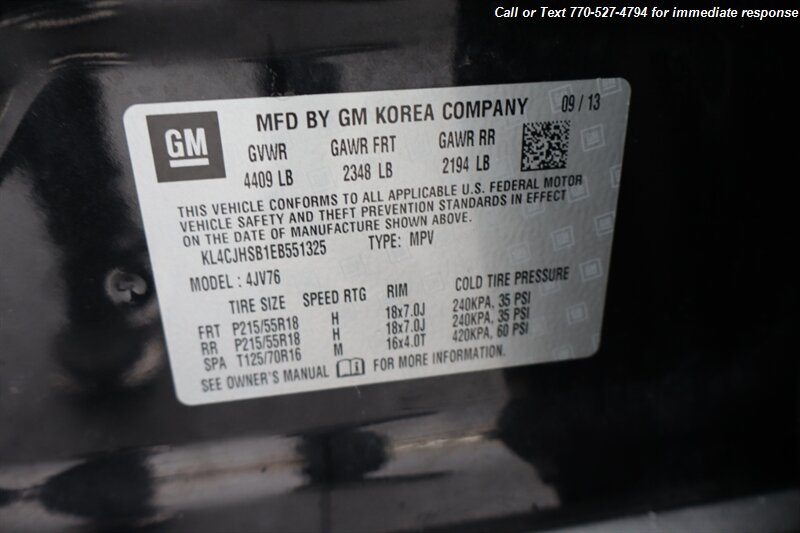 Call or Text 770-527-4794 for immediate response
GM
MFD BY GM KOREA COMPANY 09 / 13
GVWR GAWR FRT GAWR RR
4409 LB 2348 LB 2194 LB
THIS VEHICLE CONFORMS TO ALL APPLICABLE U.S. FEDERAL MOTOR
VEHICLE SAFETY AND THEFT PREVENTION STANDARDS IN EFFECT
ON THE DATE OF MANUFACTURE SHOWN ABOVE.
KL4CJHSB1EB551325 TYPE: MPV
MODEL : 4JV76
TIRE SIZE SPEED RTG RIM COLD TIRE PRESSURE
FRT P215/55R18 H 18x7.0J 240KPA, 35 PSI
RR P215/55R18 H 18x7.0J 240KPA, 35 PSI
SPA T125/70R16 M 16x4.0T 420KPA, 60 PSI
SEE OWNER'S MANUAL FOR MORE INFORMATION.